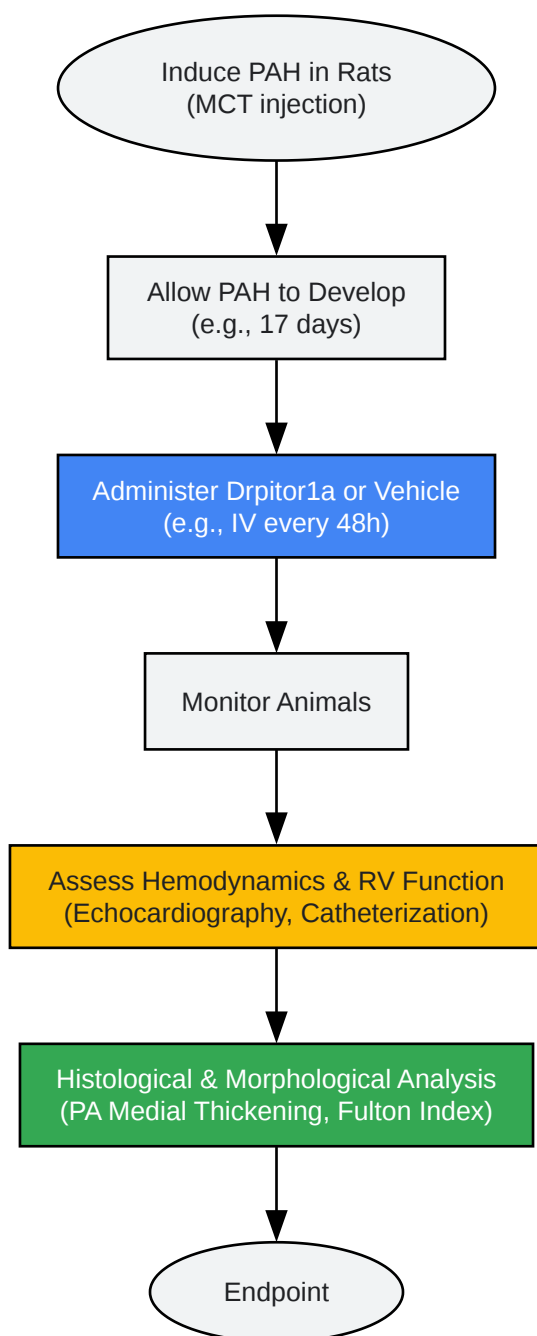 Induce PAH in Rats
(MCT injection)
Allow PAH to Develop
(e.g., 17 days)
Administer Drpitor1a or Vehicle
(e.g., IV every 48h)
Monitor Animals
Assess Hemodynamics & RV Function
(Echocardiography, Catheterization)
Histological & Morphological Analysis
(PA Medial Thickening, Fulton Index)
Endpoint